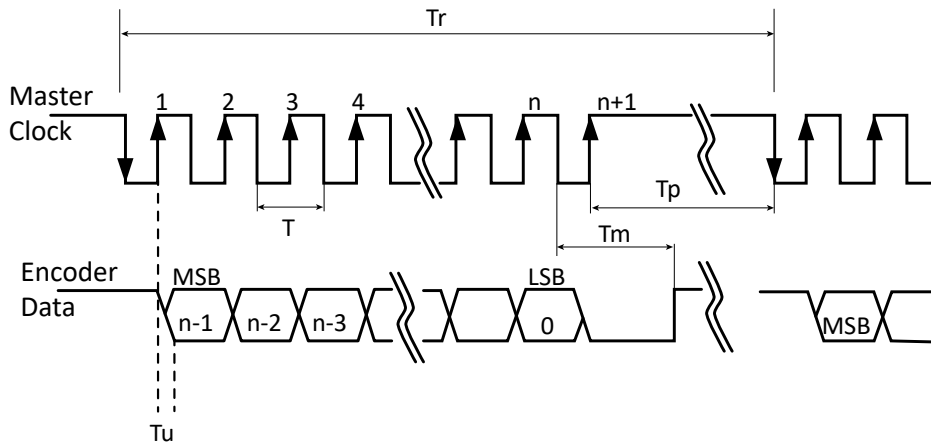 Tr
Master
Clock
1 2 3 4 n n+1
T
Tp
Tm
Encoder
Data
MSB
n-1 n-2 n-3
LSB
0
MSB
Tu